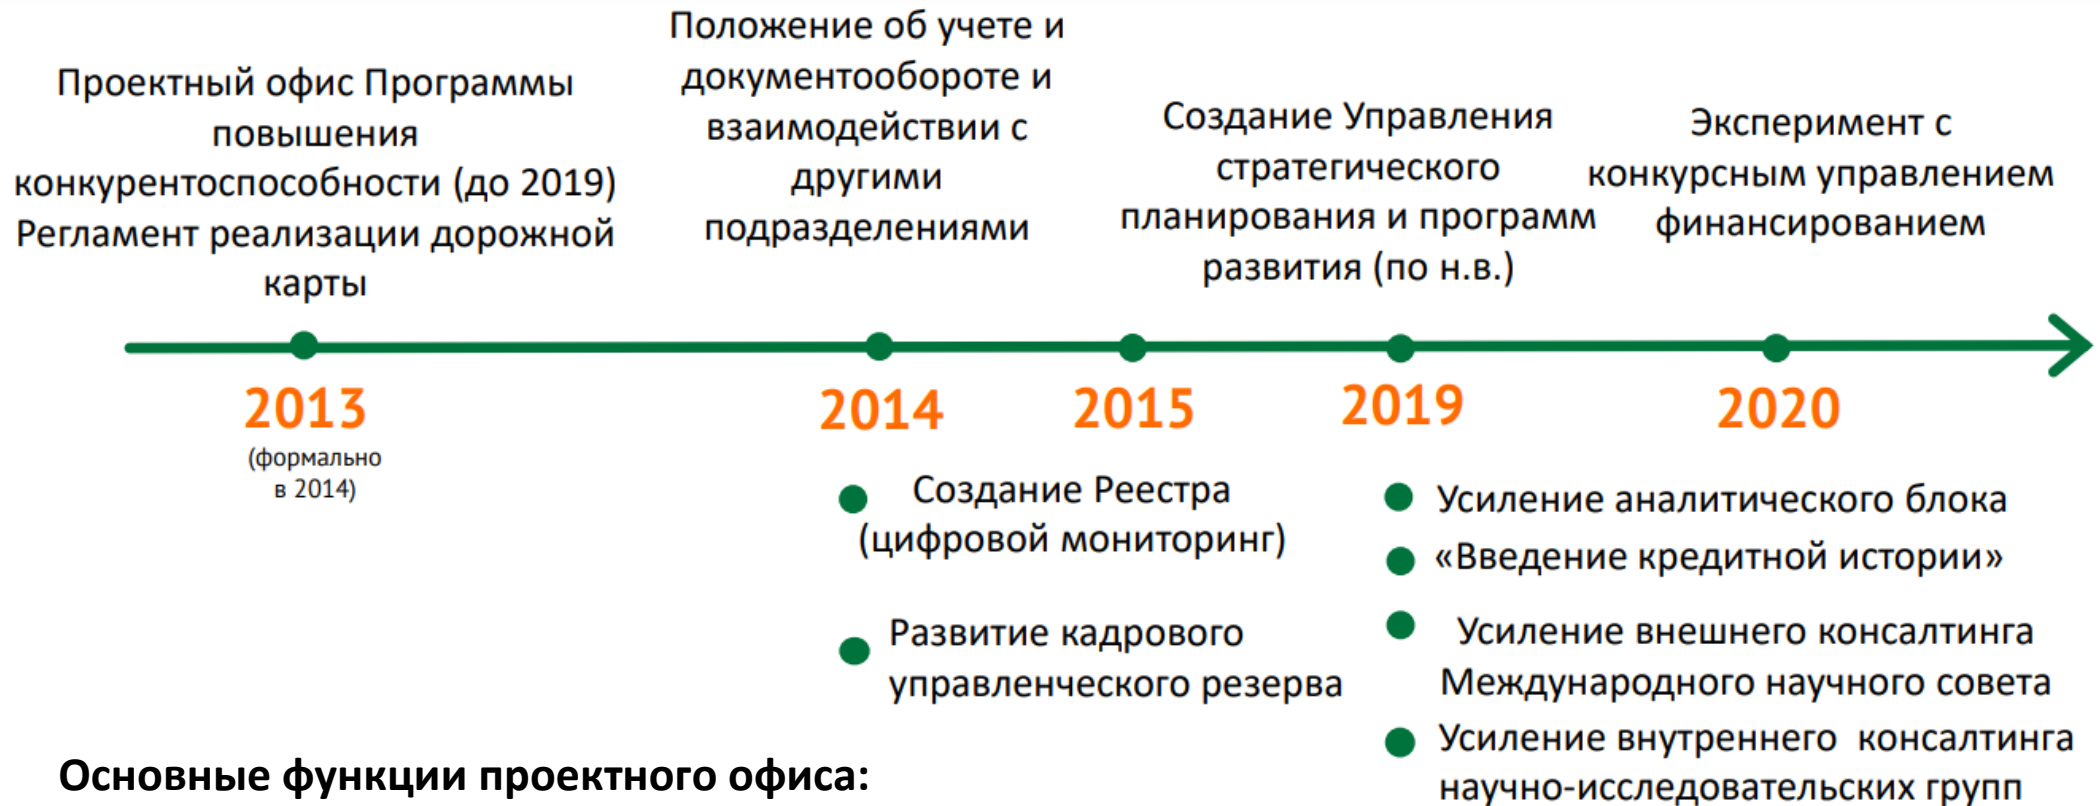 Проектный офис Программы
повышения
конкурентоспособности (до 2019)
Регламент реализации дорожной
карты
Положение об учете и
документообороте и
взаимодействии с
другими
подразделениями
Создание Управления
стратегического
планирования и программ
развития (по н.в.)
Эксперимент с
конкурсным управлением
финансированием
2013
(формально
в 2014)
2014
2015
2019
2020
Создание Реестра
(цифровой мониторинг)
Развитие кадрового
управленческого резерва
Усиление аналитического блока
«Введение кредитной истории»
Усиление внешнего консалтинга
Международного научного совета
Усиление внутреннего консалтинга
научно-исследовательских групп
Основные функции проектного офиса: